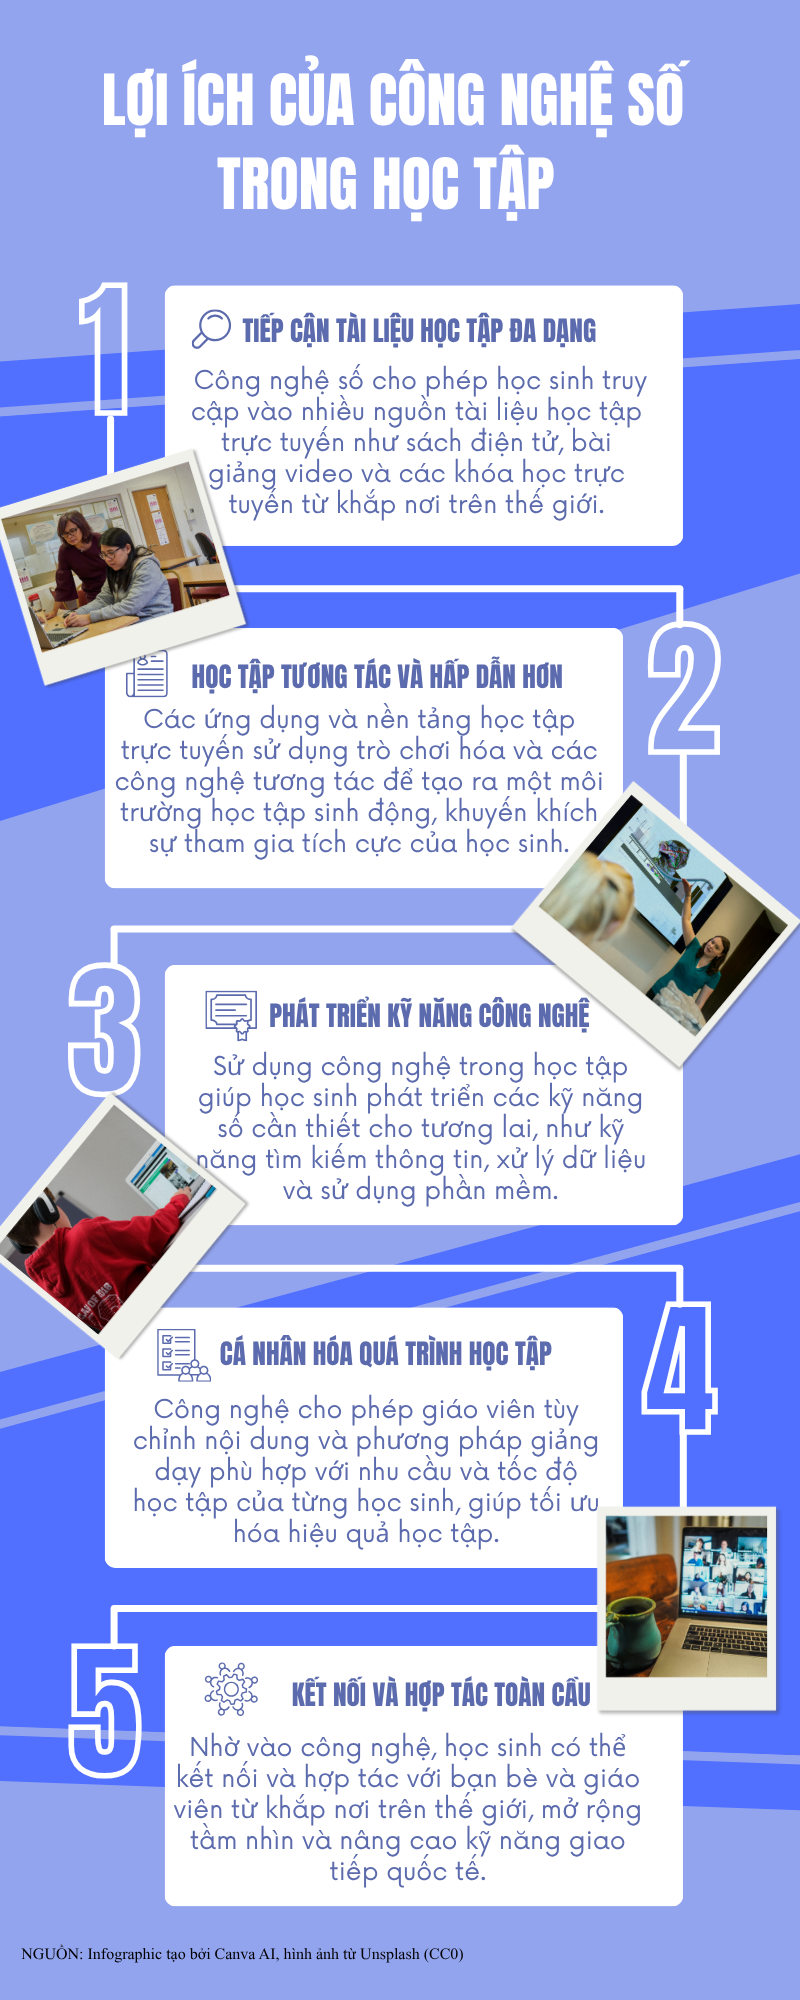 LỢI ÍCH CỦA CÔNG NGHỆ SỐ
TRONG HỌC TẬP
1
TIẾP CẬN TÀI LIỆU HỌC TẬP ĐA DẠNG
Công nghệ số cho phép học sinh truy
cập vào nhiều nguồn tài liệu học tập
trực tuyến như sách điện tử, bài
giảng video và các khóa học trực
tuyến từ khắp nơi trên thế giới.
2
HỌC TẬP TƯƠNG TÁC VÀ HẤP DẪN HƠN
Các ứng dụng và nền tảng học tập
trực tuyến sử dụng trò chơi hóa và các
công nghệ tương tác để tạo ra một môi
trường học tập sinh động, khuyến khích
sự tham gia tích cực của học sinh.
3
PHÁT TRIỂN KỸ NĂNG CÔNG NGHỆ
Sử dụng công nghệ trong học tập
giúp học sinh phát triển các kỹ năng
số cần thiết cho tương lai, như kỹ
năng tìm kiếm thông tin, xử lý dữ liệu
và sử dụng phần mềm.
4
CÁ NHÂN HÓA QUÁ TRÌNH HỌC TẬP
Công nghệ cho phép giáo viên tùy
chỉnh nội dung và phương pháp giảng
dạy phù hợp với nhu cầu và tốc độ
học tập của từng học sinh, giúp tối ưu
hóa hiệu quả học tập.
5
KẾT NỐI VÀ HỢP TÁC TOÀN CẦU
Nhờ vào công nghệ, học sinh có thể
kết nối và hợp tác với bạn bè và giáo
viên từ khắp nơi trên thế giới, mở rộng
tầm nhìn và nâng cao kỹ năng giao
tiếp quốc tế.
NGUỒN: Infographic tạo bởi Canva AI, hình ảnh từ Unsplash (CC0)